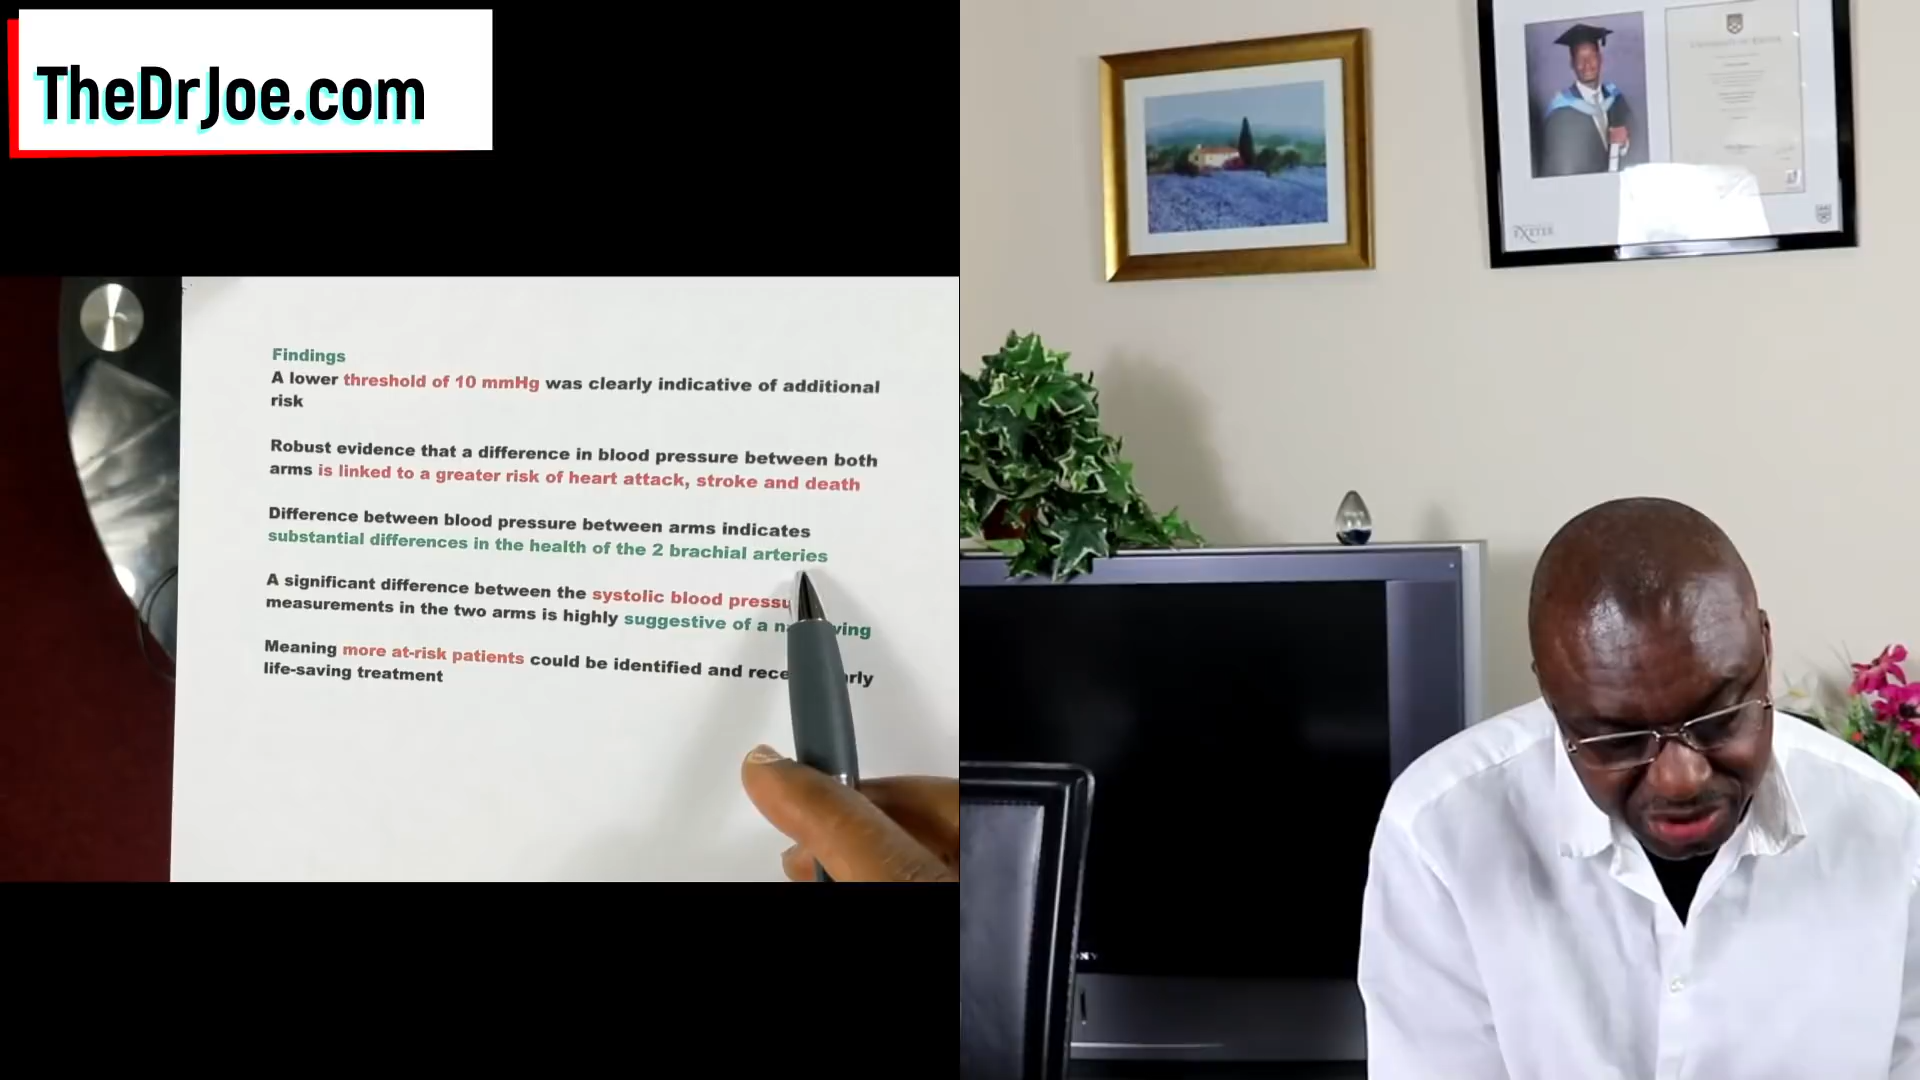 TheDrJoe.com
Findings
A lower threshold of 10 mmHg was clearly indicative of additional
risk
Robust evidence that a difference in blood pressure between both
arms is linked to a greater risk of heart attack, stroke and death
Difference between blood pressure between arms indicates
substantial differences in the health of the 2 brachial arteries
A significant difference between the systolic blood
measurements in the two arms is highly suggestive of a
Meaning more at-risk patients could be identified and
life-saving treatment
UNIVERSITY OF EXETER
EXETER